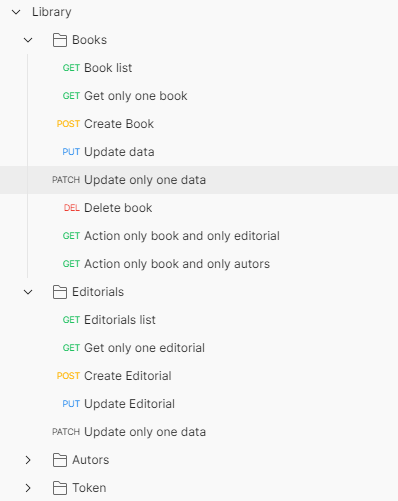 Library
Books
GET Book list
GET Get only one book
POST Create Book
PUT Update data
PATCH Update only one data
DEL Delete book
GET Action only book and only editorial
GET Action only book and only autors
Editorials
GET Editorials list
GET Get only one editorial
POST Create Editorial
PUT Update Editorial
PATCH Update only one data
Autors
Token